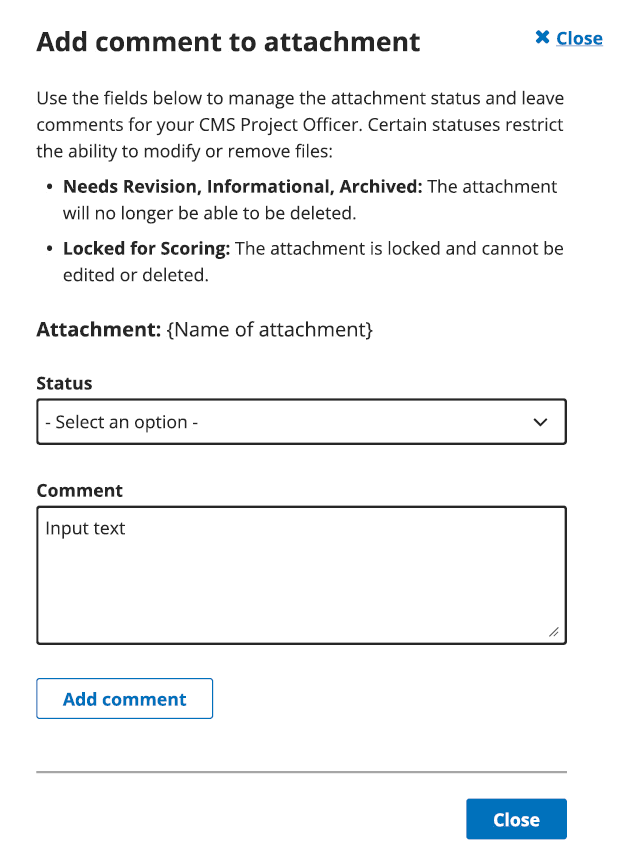 Add comment to attachment
Close
Use the fields below to manage the attachment status and leave
comments for your CMS Project Officer. Certain statuses restrict
the ability to modify or remove files:
• Needs Revision, Informational, Archived: The attachment
will no longer be able to be deleted.
• Locked for Scoring: The attachment is locked and cannot be
edited or deleted.
Attachment: {Name of attachment}
Status
- Select an option -
Comment
Input text
Add comment
Close